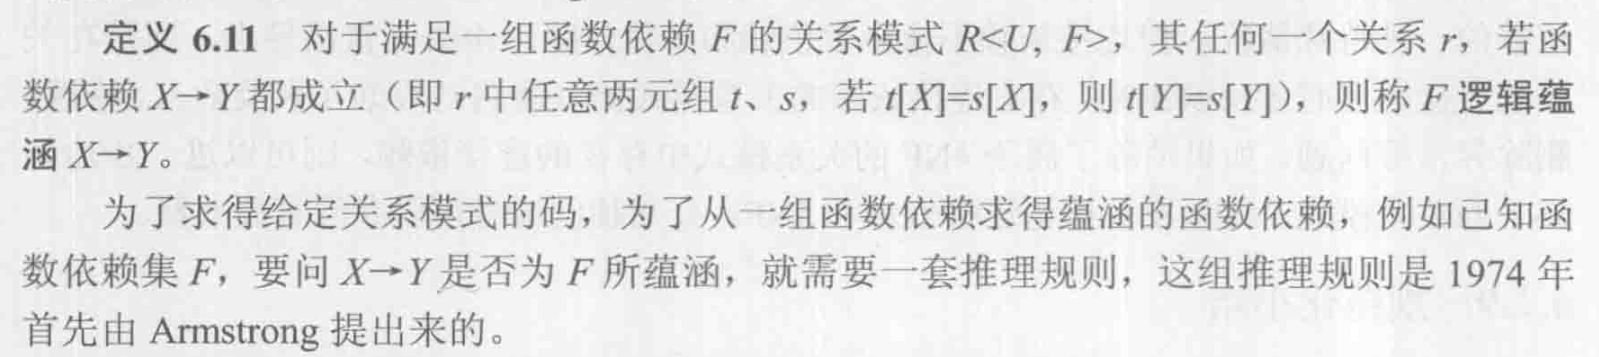 定义 6.11 对于满足一组函数依赖 F 的关系模式 R<U, F>，其任何一个关系 r，若函
数依赖 X→Y 都成立（即 r 中任意两元组 t、s，若 t[X]=s[X]，则 t[Y]=s[Y]），则称 F 逻辑蕴
涵 X→Y。
为了求得给定关系模式的码，为了从一组函数依赖求得蕴涵的函数依赖，例如已知函
数依赖集 F，要问 X→Y 是否为 F 所蕴涵，就需要一套推理规则，这组推理规则是 1974 年
首先由 Armstrong 提出来的。